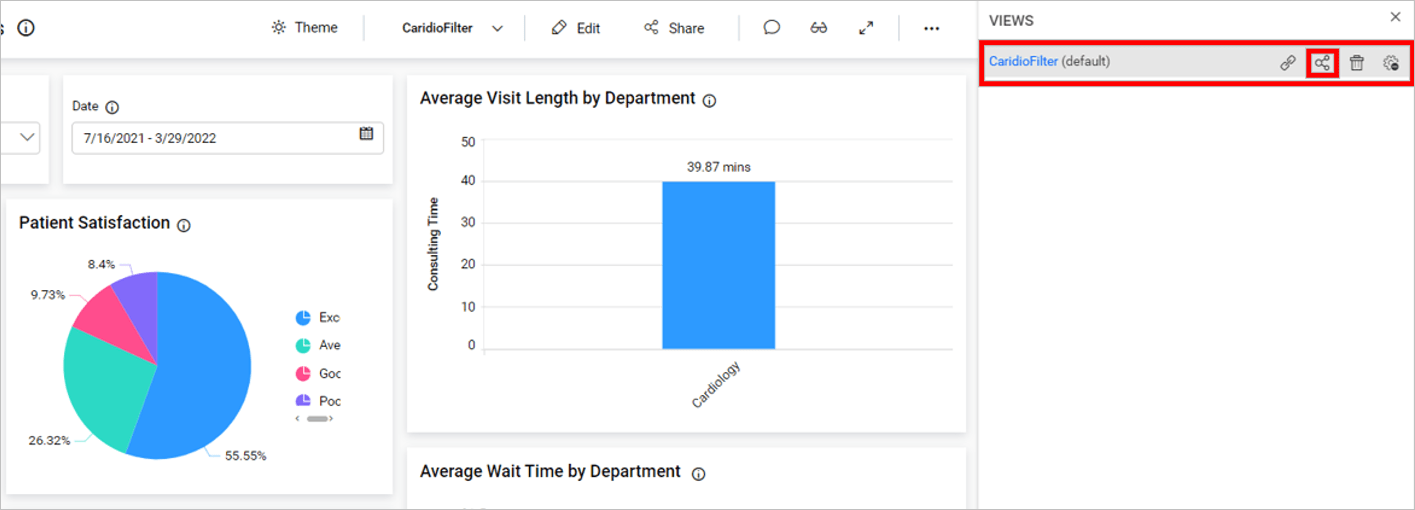 s
Theme
CaridioFilter
Edit
Share
VIEWS
CaridioFilter (default)
Date
7/16/2021 - 3/29/2022
Patient Satisfaction
8.4%
9.73%
26.32%
55.55%
Exc
Ave
Goc
Poc
Average Visit Length by Department
Consulting Time
50
40
30
20
10
0
39.87 mins
Cardiology
Average Wait Time by Department